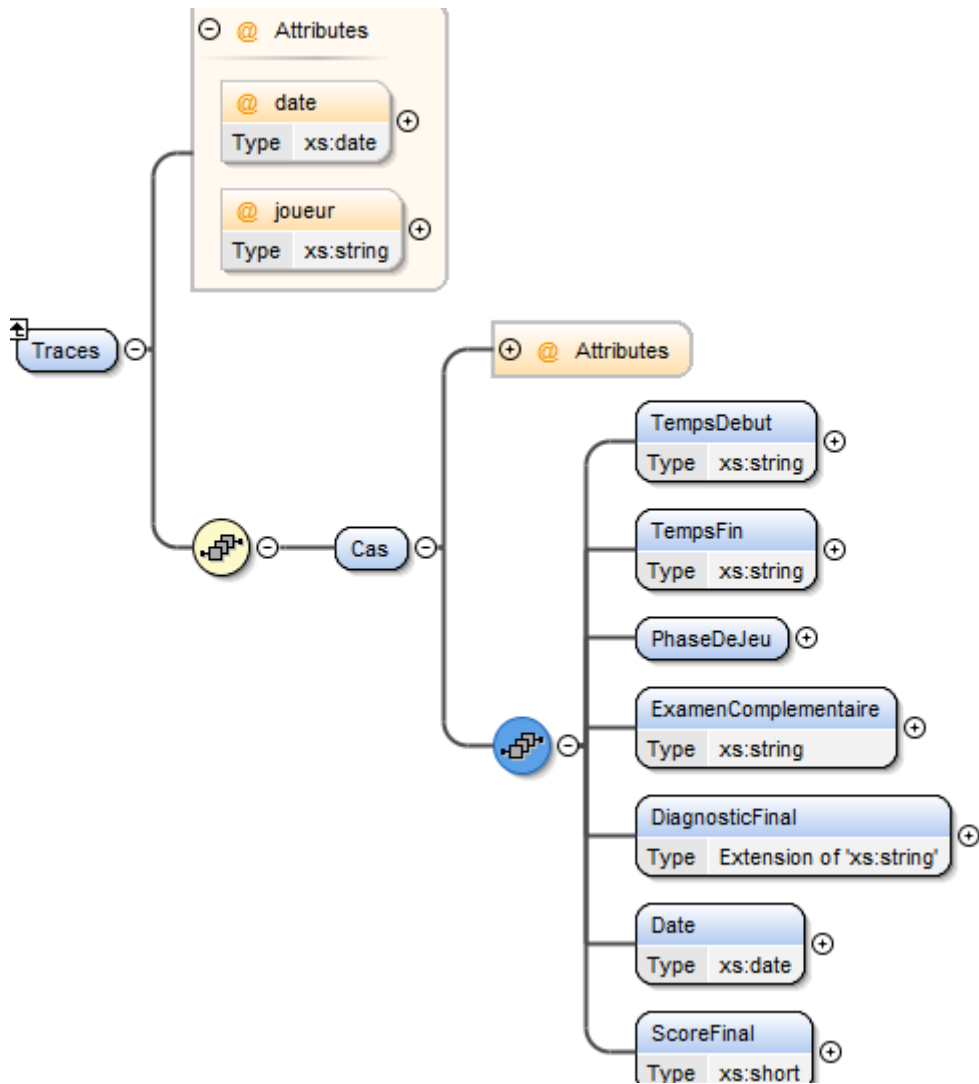 @ Attributes
@ date
Type xs:date
@ joueur
Type xs:string
Traces
@ Attributes
Cas
TempsDebut
Type xs:string
TempsFin
Type xs:string
PhaseDeJeu
ExamenComplementaire
Type xs:string
DiagnosticFinal
Type Extension of 'xs:string'
Date
Type xs:date
ScoreFinal
Type xs:short